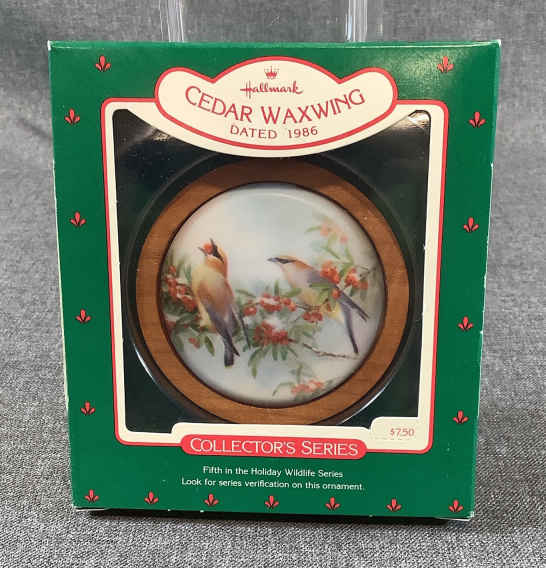 Hallmark
CEDAR WAXWING
DATED 1986
$7.50
COLLECTOR'S SERIES
Fifth in the Holiday Wildlife Series
Look for series verification on this ornament.